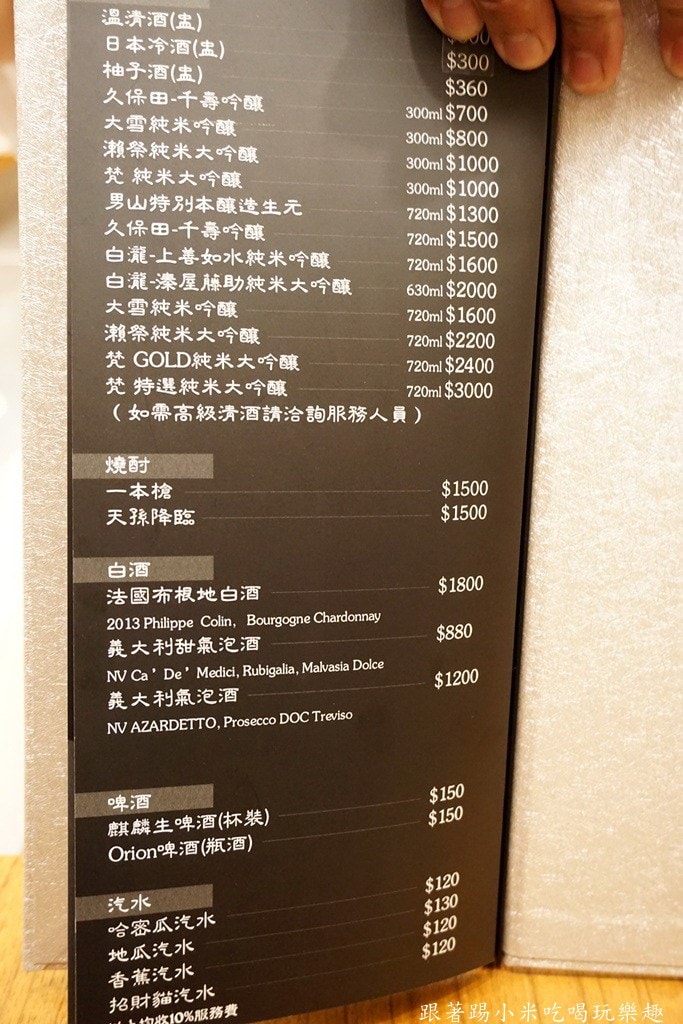 溫清酒(盅)
日本冷酒(盅) $300
柚子酒(盅) $360
久保田-千壽吟釀 300ml $700
大雪純米吟釀 300ml $800
瀨祭純米大吟釀 300ml $1000
梵 純米大吟釀 300ml $1000
男山特別本釀造生元 720ml $1300
久保田-千壽吟釀 720ml $1500
白瀧-上善如水純米吟釀 720ml $1600
白瀧-溱屋藤助純米大吟釀 630ml $2000
大雪純米吟釀 720ml $1600
瀨祭純米大吟釀 720ml $2200
梵 GOLD純米大吟釀 720ml $2400
梵 特選純米大吟釀 720ml $3000
（如需高級清酒請洽詢服務人員）
燒酎
一本槍 $1500
天孫降臨 $1500
白酒
法國布根地白酒 $1800
2013 Philippe Colin, Bourgogne Chardonnay
義大利甜氣泡酒 $880
NV Ca’De’Medici, Rubigalia, Malvasia Dolce
義大利氣泡酒 $1200
NV AZARDETTO, Prosecco DOC Treviso
啤酒
麒麟生啤酒(杯裝) $150
Orion啤酒(瓶酒) $150
汽水
哈密瓜汽水 $120
地瓜汽水 $130
香蕉汽水 $120
招財貓汽水 $120
以上均收10%服務費
跟著踢小米吃喝玩樂趣